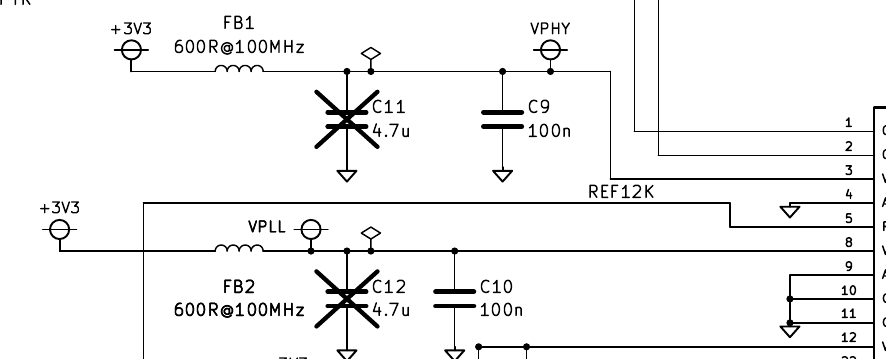 FB1
+3V3
600R@100MHz
VPHY
C11
4.7u
C9
100n
1
2
3
REF12K
4
5
+3V3
VPLL
8
FB2
600R@100MHz
C12
4.7u
C10
100n
9
10
11
12